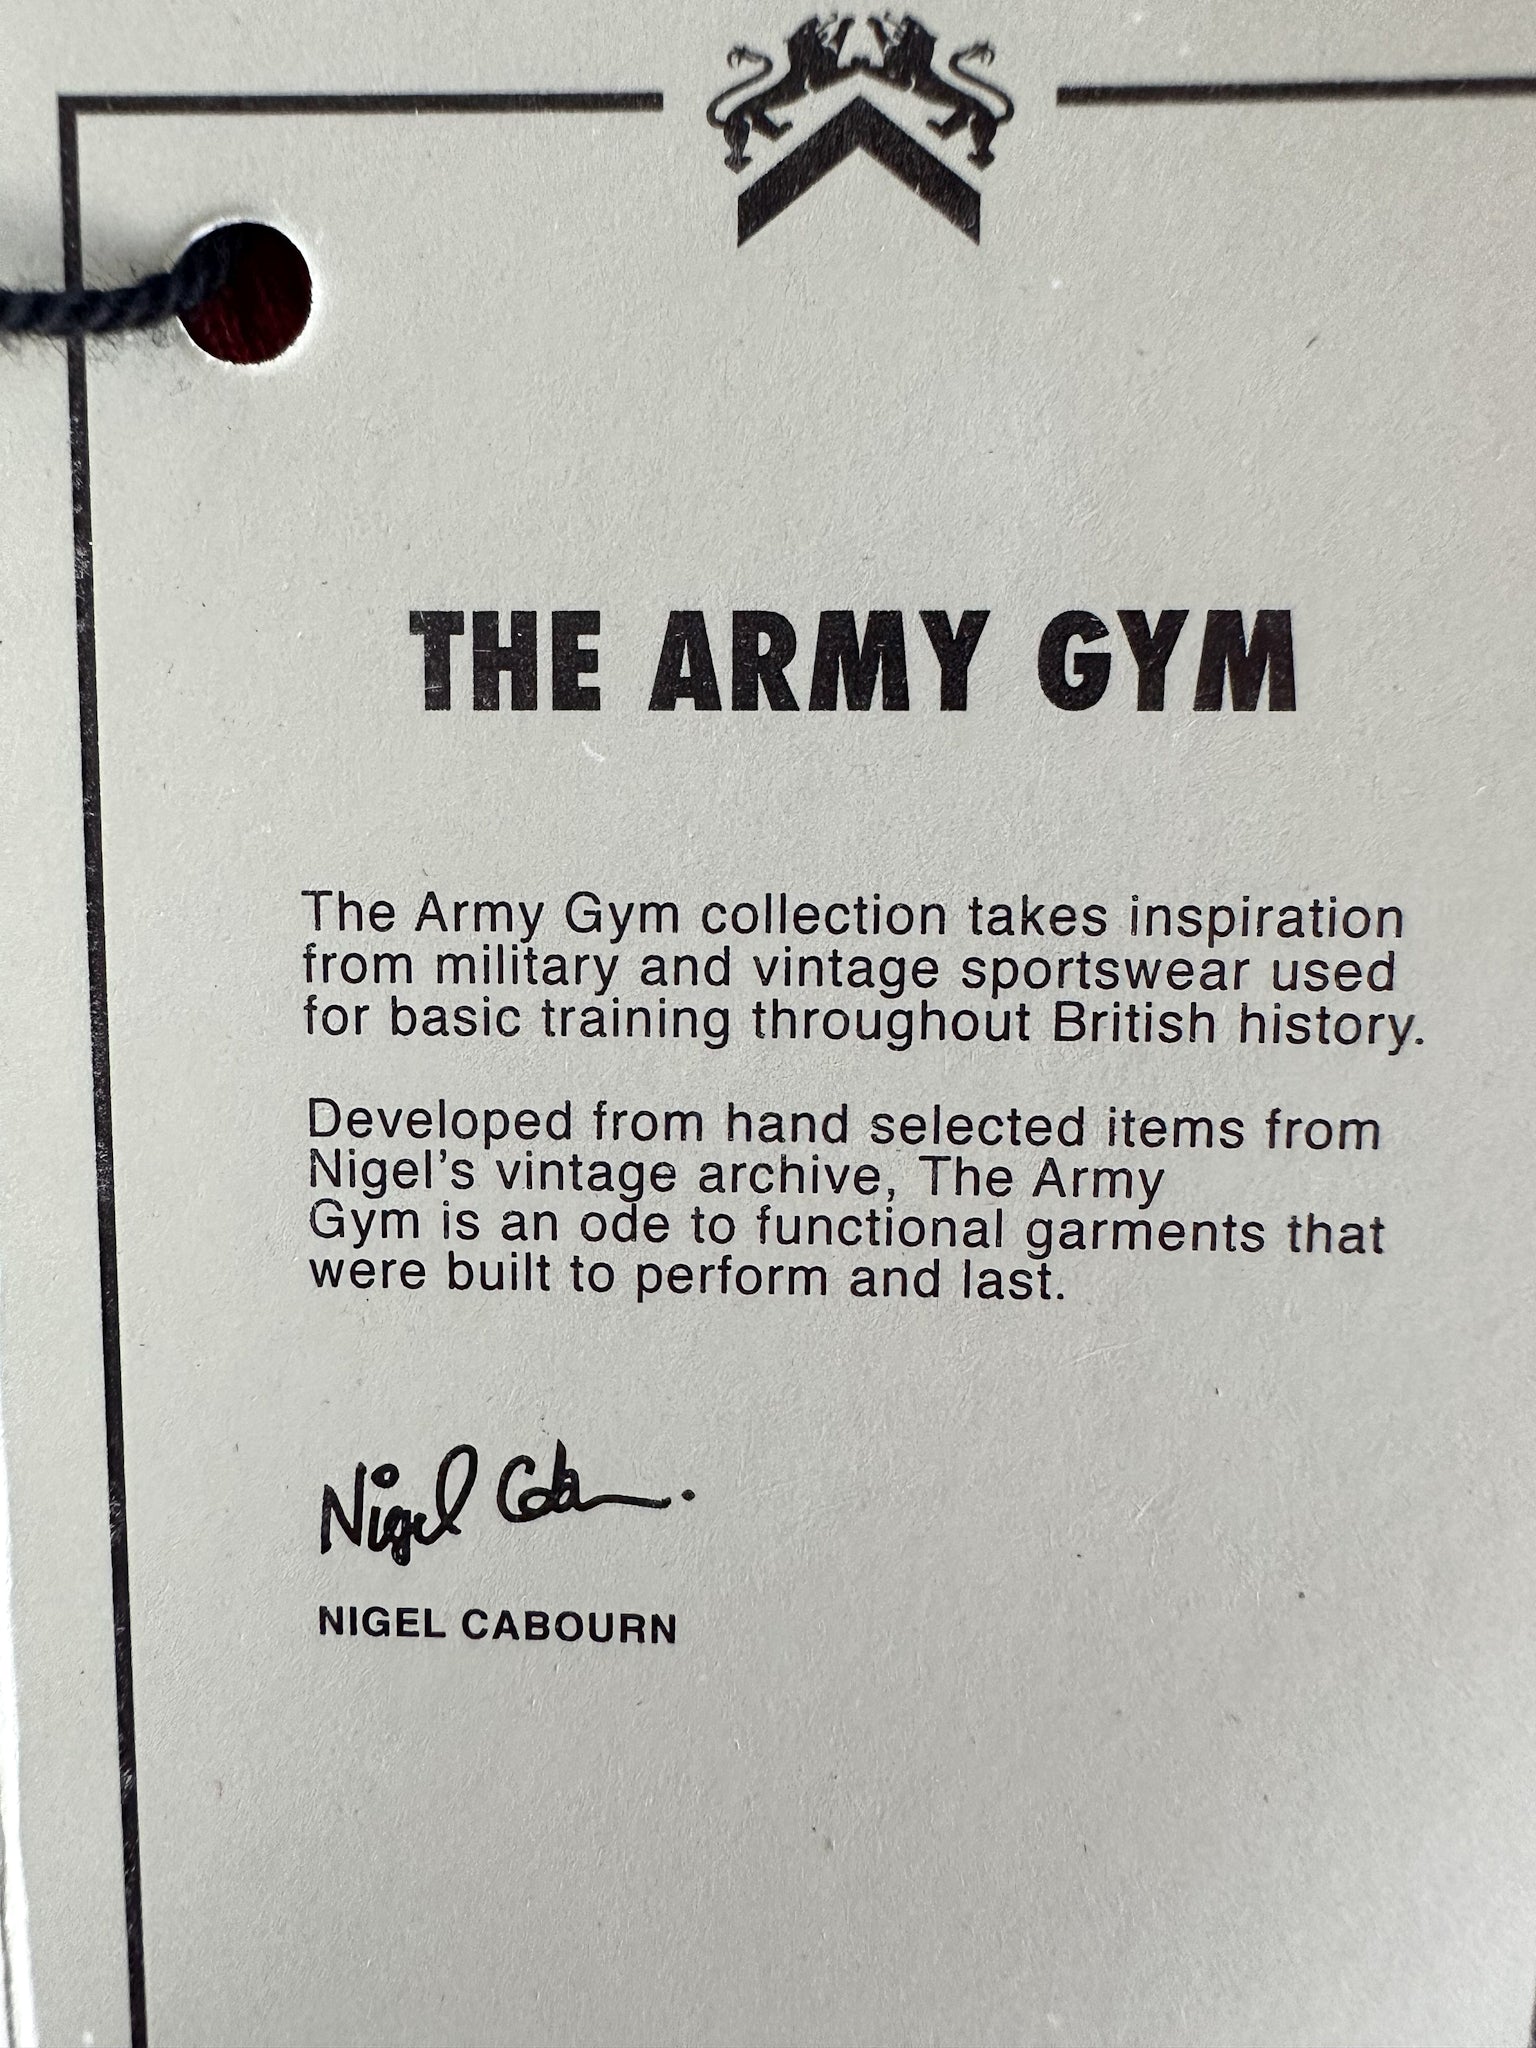 THE ARMY GYM
The Army Gym collection takes inspiration
from military and vintage sportswear used
for basic training throughout British history.
Developed from hand selected items from
Nigel's vintage archive, The Army
Gym is an ode to functional garments that
were built to perform and last.
Nigel Cabourn.
NIGEL CABOURN